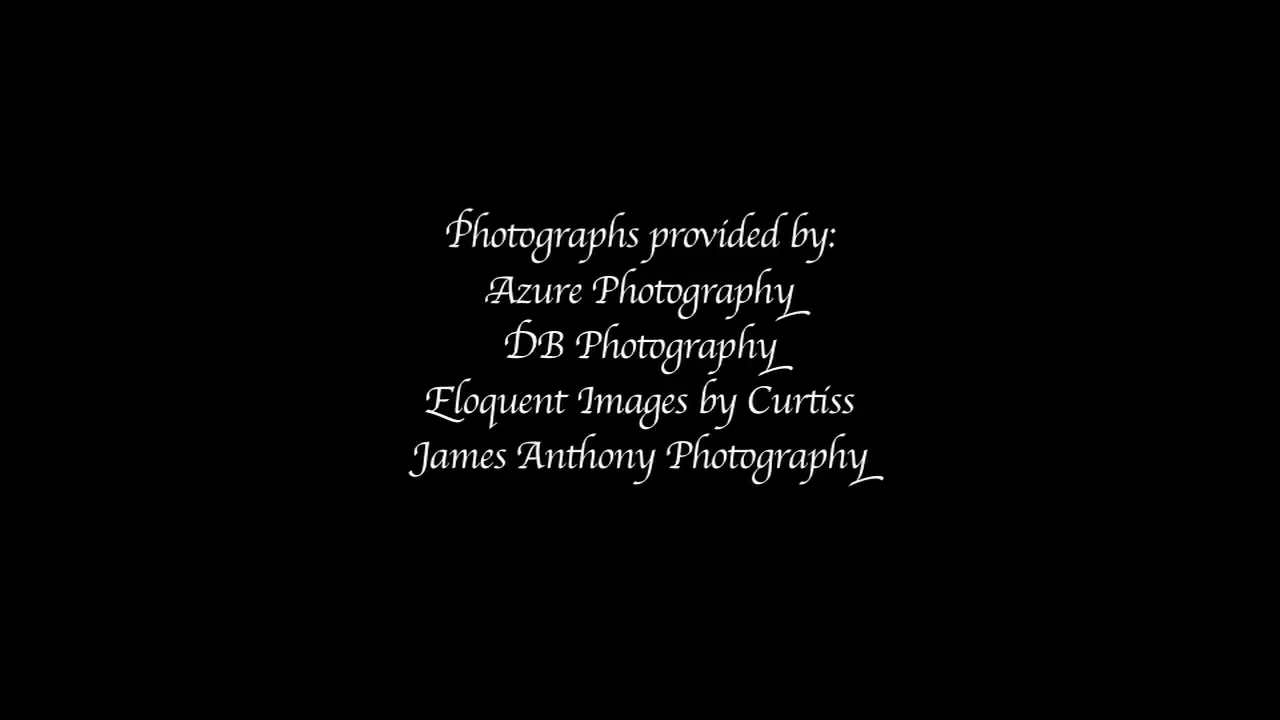 Photographs provided by:
Azure Photography
DB Photography
Eloquent Images by Curtiss
James Anthony Photography